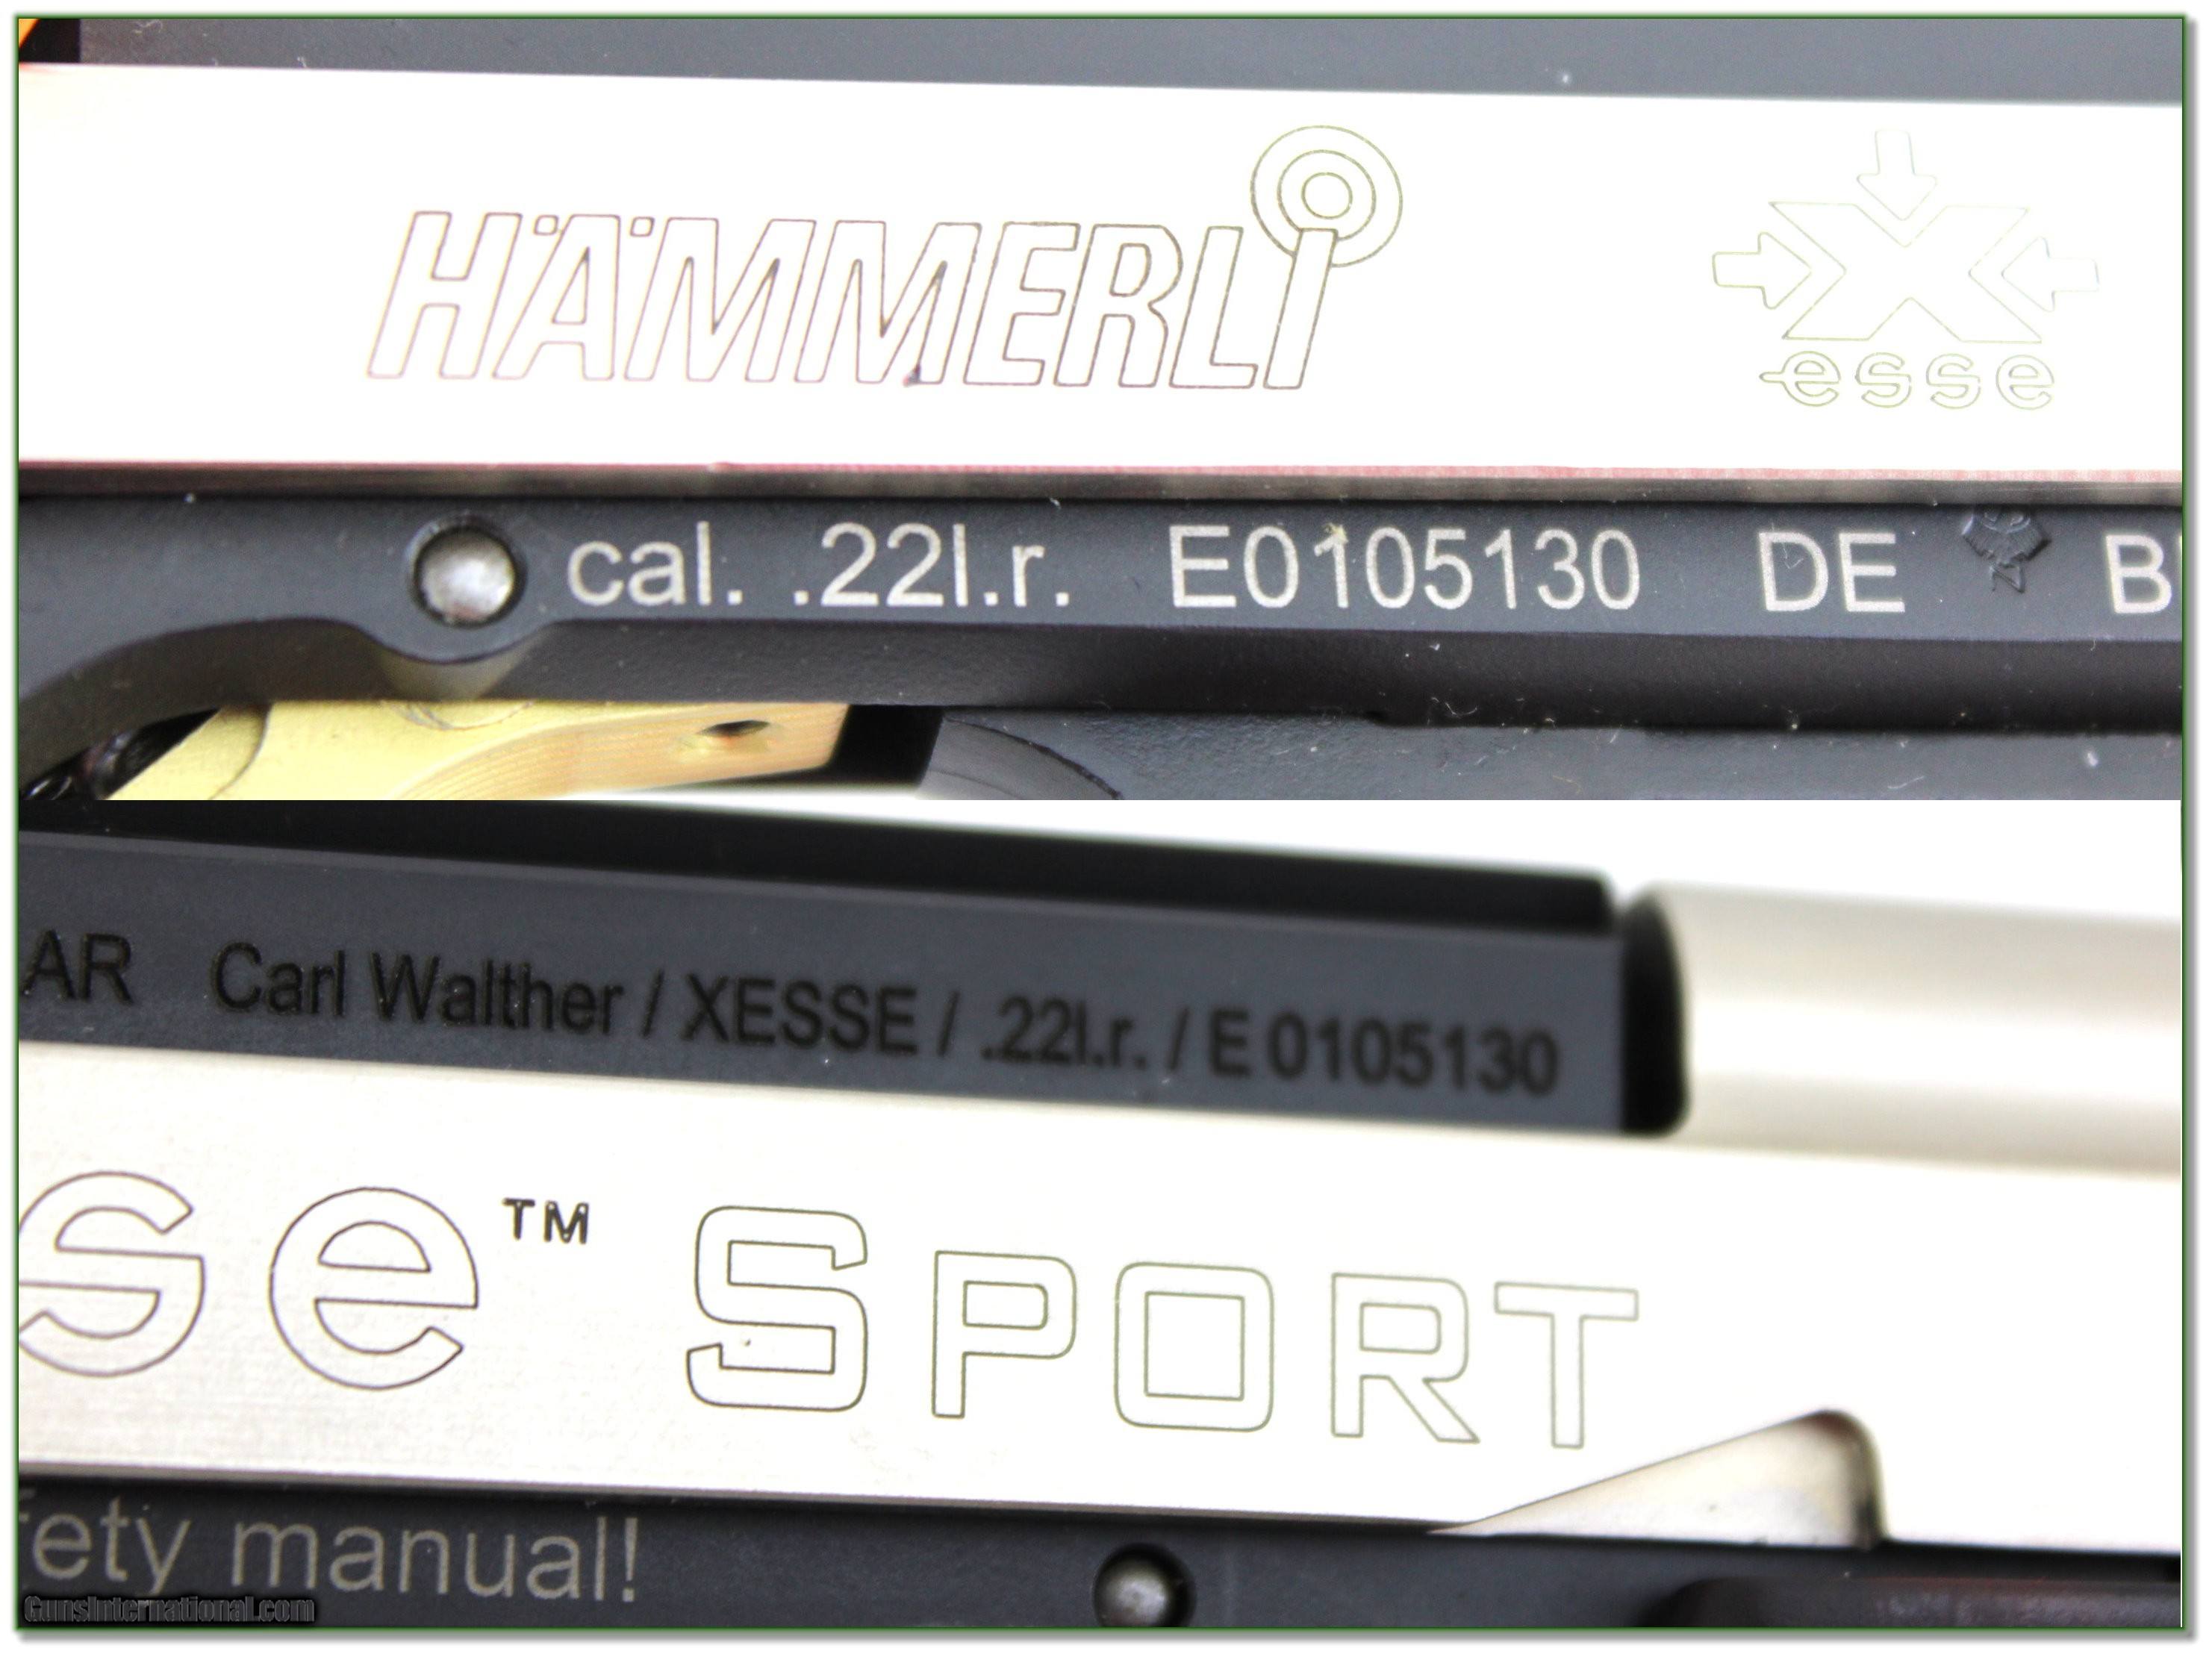 HÄMMERLI
X
esse
cal. .22l.r. E0105130 DE B
AR Carl Walther / XESSE / .22l.r. / E 0105130
se™ SPORT
fety manual!
GunsInternational.com